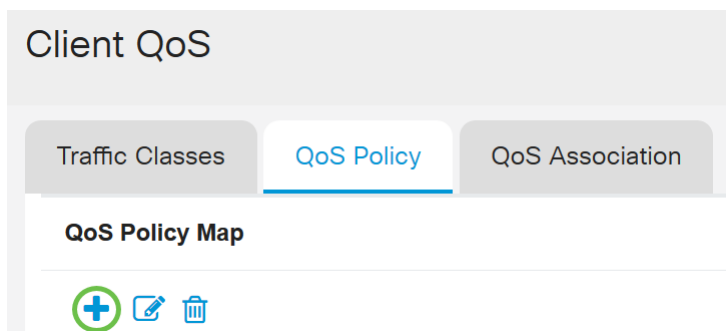 Client QoS
Traffic Classes QoS Policy QoS Association
QoS Policy Map